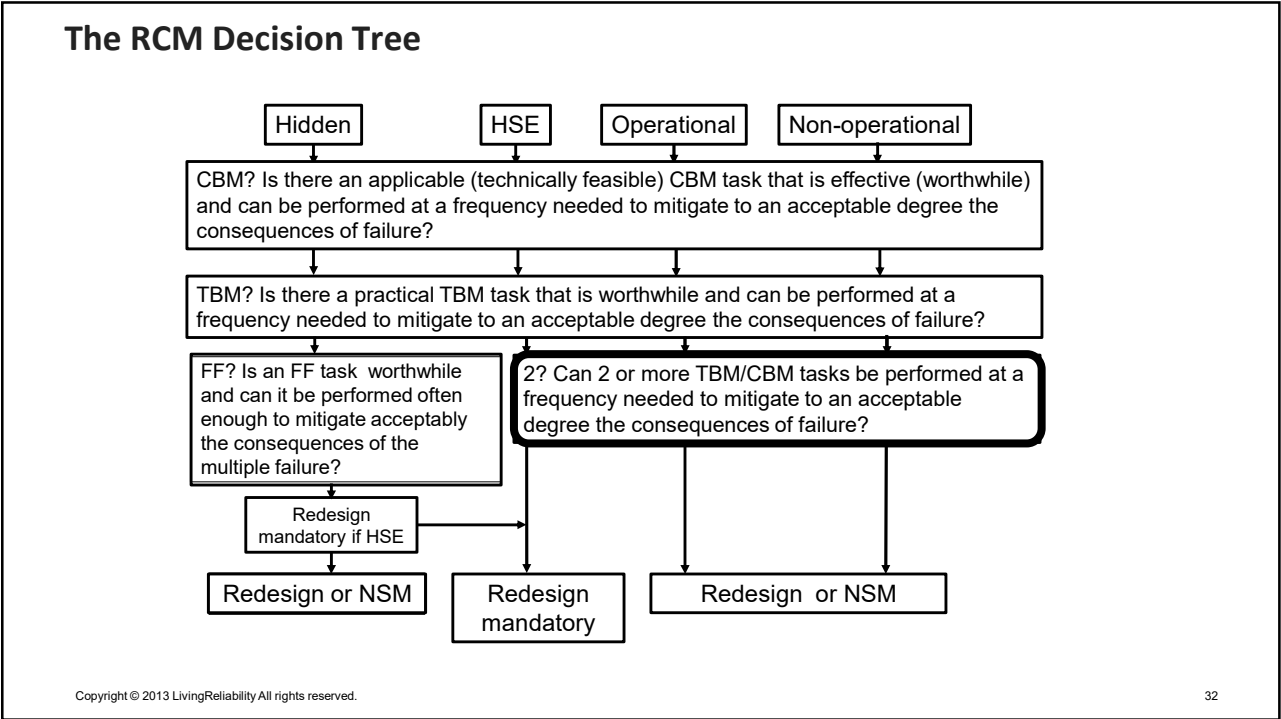 The RCM Decision Tree
Hidden
HSE
Operational
Non-operational
CBM? Is there an applicable (technically feasible) CBM task that is effective (worthwhile)
and can be performed at a frequency needed to mitigate to an acceptable degree the
consequences of failure?
TBM? Is there a practical TBM task that is worthwhile and can be performed at a
frequency needed to mitigate to an acceptable degree the consequences of failure?
FF? Is an FF task worthwhile
and can it be performed often
enough to mitigate acceptably
the consequences of the
multiple failure?
2? Can 2 or more TBM/CBM tasks be performed at a
frequency needed to mitigate to an acceptable
degree the consequences of failure?
Redesign
mandatory if HSE
Redesign or NSM
Redesign
mandatory
Redesign or NSM
Copyright © 2013 LivingReliability All rights reserved.
32